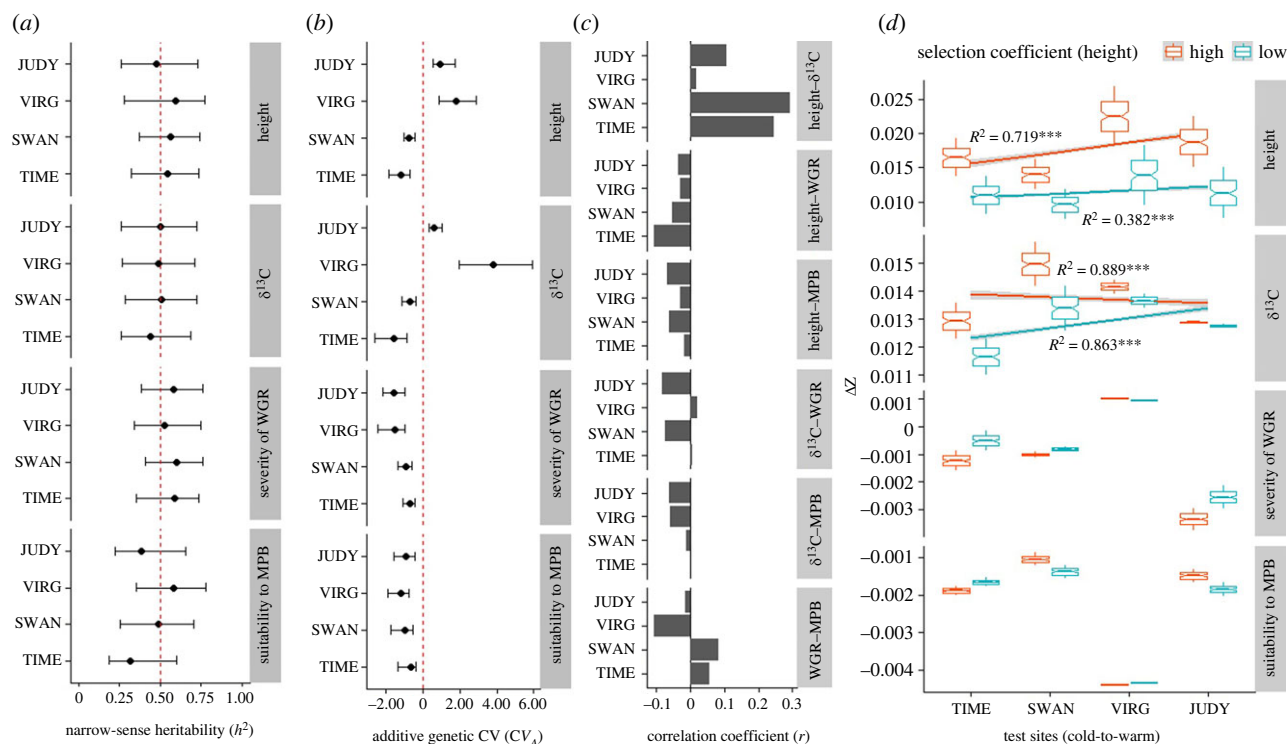 (a)
JUDY
VIRG
SWAN
TIME
height
JUDY
VIRG
SWAN
TIME
δ13C
JUDY
VIRG
SWAN
TIME
severity of WGR
JUDY
VIRG
SWAN
TIME
suitability to MPB
0 0.25 0.50 0.75 1.00
narrow-sense heritability (h2)
(b)
JUDY
VIRG
SWAN
TIME
height
JUDY
VIRG
SWAN
TIME
δ13C
JUDY
VIRG
SWAN
TIME
severity of WGR
JUDY
VIRG
SWAN
TIME
suitability to MPB
–2.00 0 2.00 4.00 6.00
additive genetic CV (CVA)
(c)
JUDY
VIRG
SWAN
TIME
height–δ13C
JUDY
VIRG
SWAN
TIME
height–WGR
JUDY
VIRG
SWAN
TIME
height–MPB
JUDY
VIRG
SWAN
TIME
δ13C–WGR
JUDY
VIRG
SWAN
TIME
δ13C–MPB
JUDY
VIRG
SWAN
TIME
WGR–MPB
–0.1 0 0.1 0.2 0.3
correlation coefficient (r)
(d)
selection coefficient (height) high low
0.025
0.020
0.015
0.010
R2 = 0.719***
R2 = 0.382***
height
0.015
0.014
0.013
0.012
0.011
R2 = 0.889***
R2 = 0.863***
δ13C
ΔZ
0.001
0
–0.001
–0.002
–0.003
severity of WGR
–0.001
–0.002
–0.003
–0.004
suitability to MPB
TIME SWAN VIRG JUDY
test sites (cold-to-warm)